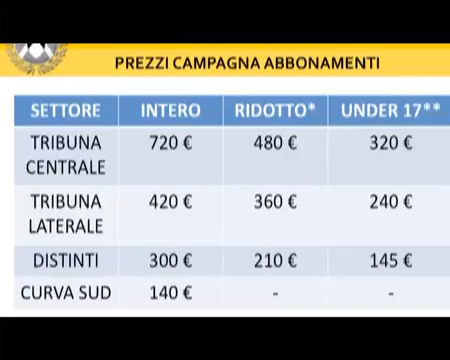 PREZZI CAMPAGNA ABBONAMENTI
SETTORE INTERO RIDOTTO* UNDER 17**
TRIBUNA CENTRALE 720 € 480 € 320 €
TRIBUNA LATERALE 420 € 360 € 240 €
DISTINTI 300 € 210 € 145 €
CURVA SUD 140 € - -